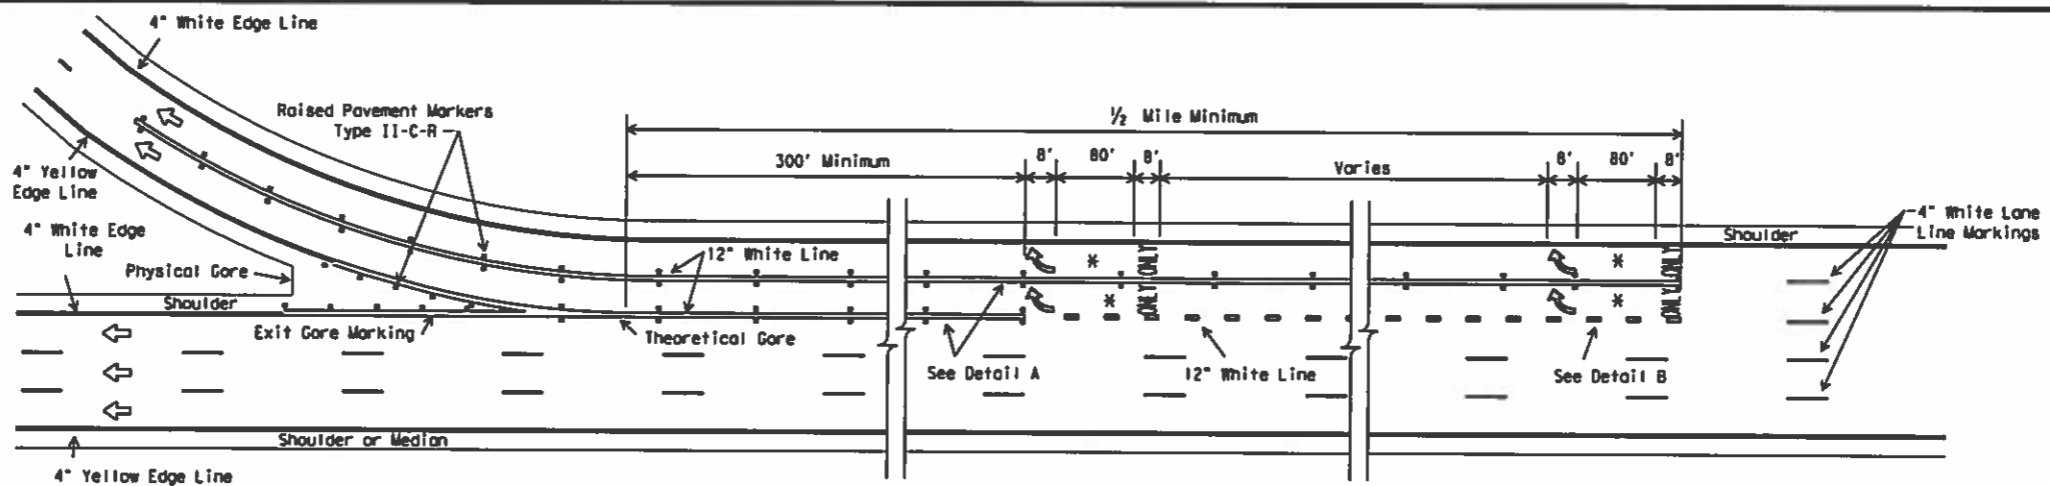 4" White Edge Line
Raised Pavement Markers
Type II-C-R
½ Mile Minimum
300' Minimum
8'
80'
8'
Varies
8'
80'
8'
4" Yellow
Edge Line
4" White Edge
Line
Physical Gore
12" White Line
*
ONLY
*
ONLY
*
ONLY
*
ONLY
Shoulder
4" White Lane
Line Markings
Shoulder
Exit Gore Marking
Theoretical Gore
See Detail A
12" White Line
See Detail B
Shoulder or Median
4" Yellow Edge Line